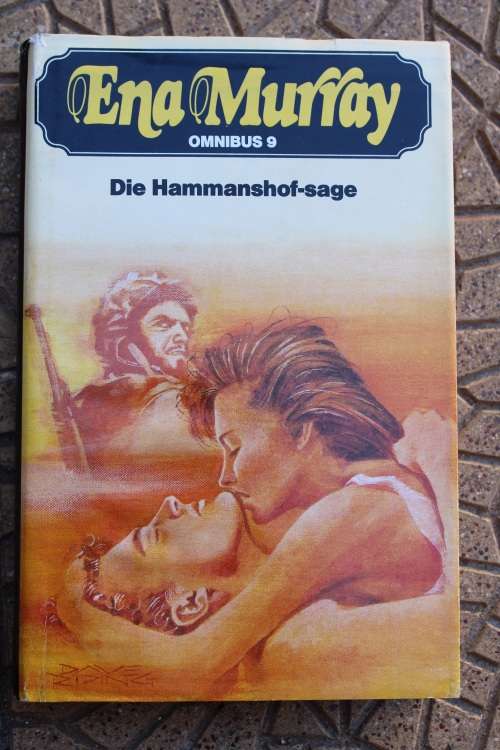 Ena Murray
OMNIBUS 9
Die Hammanshof-sage